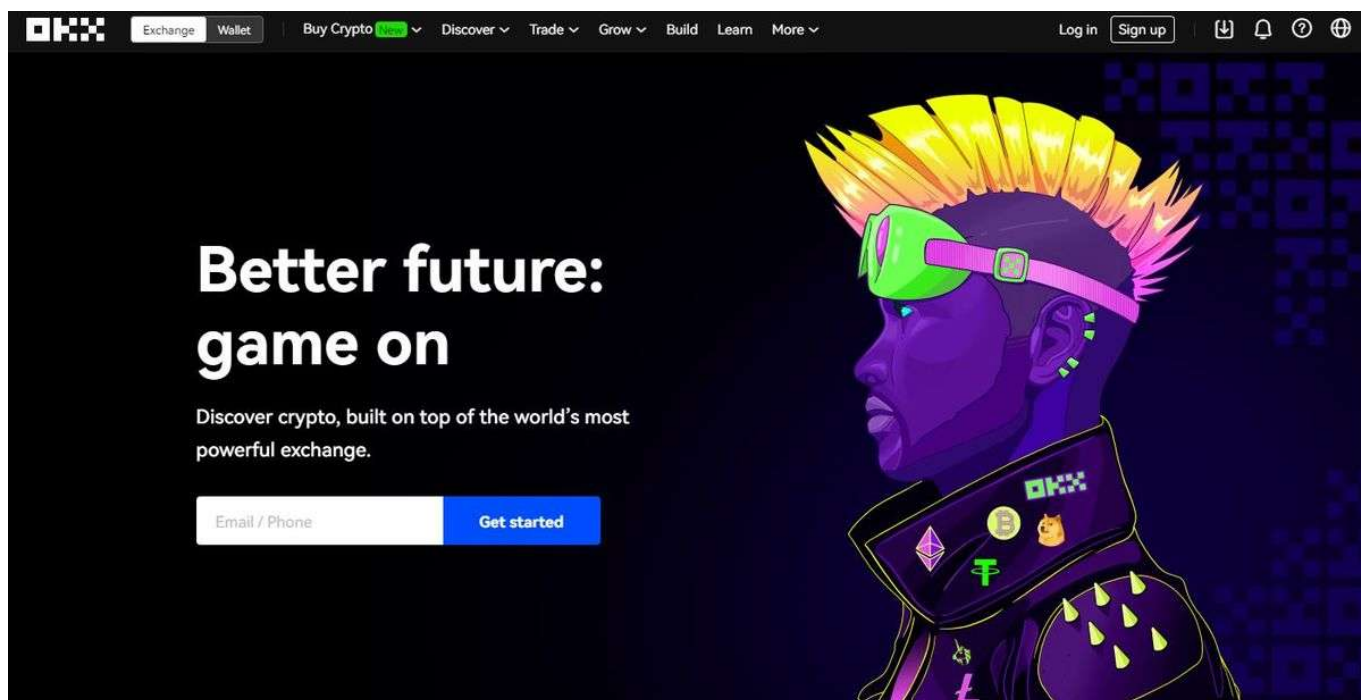 OKX
Exchange Wallet Buy Crypto New Discover Trade Grow Build Learn More Log in Sign up
Better future:
game on
Discover crypto, built on top of the world’s most
powerful exchange.
Email / Phone Get started
OKX